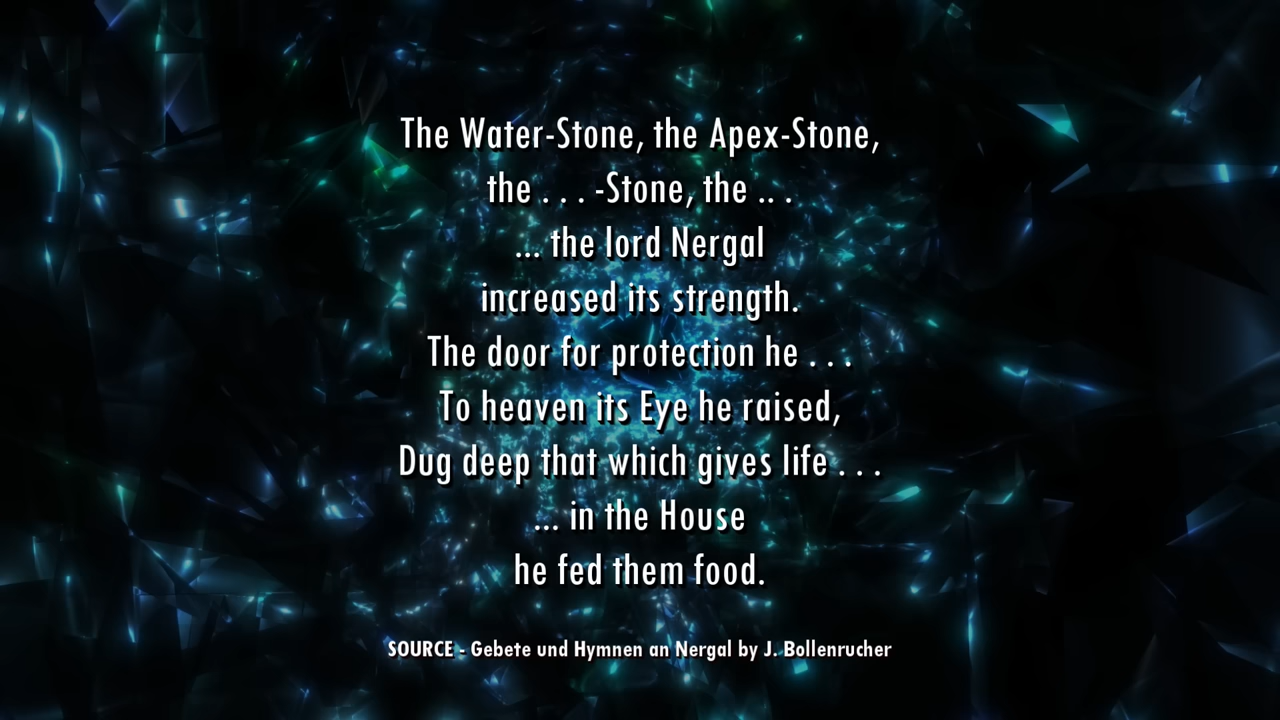 The Water-Stone, the Apex-Stone,
the . . . -Stone, the .. .
... the lord Nergal
increased its strength.
The door for protection he . . .
To heaven its Eye he raised,
Dug deep that which gives life . . .
... in the House
he fed them food.
SOURCE - Gebete und Hymnen an Nergal by J. Bollenrucher